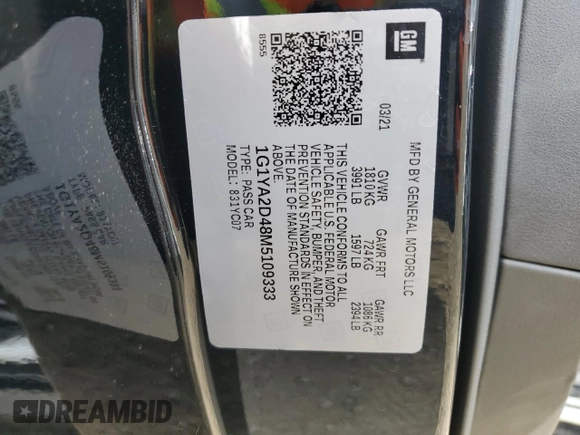 GM
MFD BY GENERAL MOTORS LLC
03/21
GVWR GAWR FRT GAWR RR
1810 KG 724 KG 1086 KG
3991 LB 1597 LB 2394 LB
THIS VEHICLE CONFORMS TO ALL
APPLICABLE U.S. FEDERAL MOTOR
VEHICLE SAFETY, BUMPER, AND THEFT
PREVENTION STANDARDS IN EFFECT ON
THE DATE OF MANUFACTURE SHOWN
ABOVE.
1G1YA2D48M5109333
TYPE: PASS CAR
MODEL: 831YC07
8555
DREAMBID